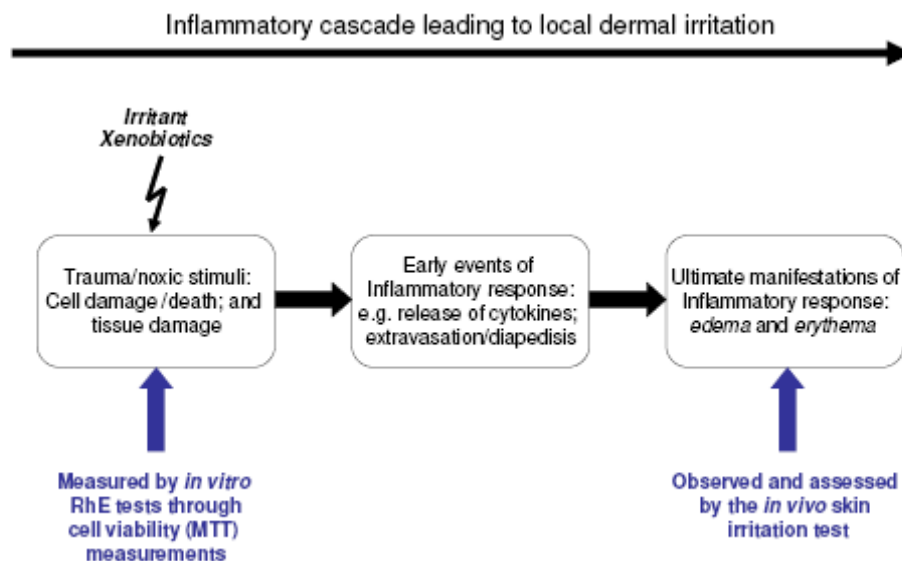 Inflammatory cascade leading to local dermal irritation
Irritant
Xenobiotics
Trauma/noxic stimuli:
Cell damage /death; and
tissue damage
Early events of
Inflammatory response:
e.g. release of cytokines;
extravasation/diapedisis
Ultimate manifestations of
Inflammatory response:
edema and erythema
Measured by in vitro
RhE tests through
cell viability (MTT)
measurements
Observed and assessed
by the in vivo skin
irritation test